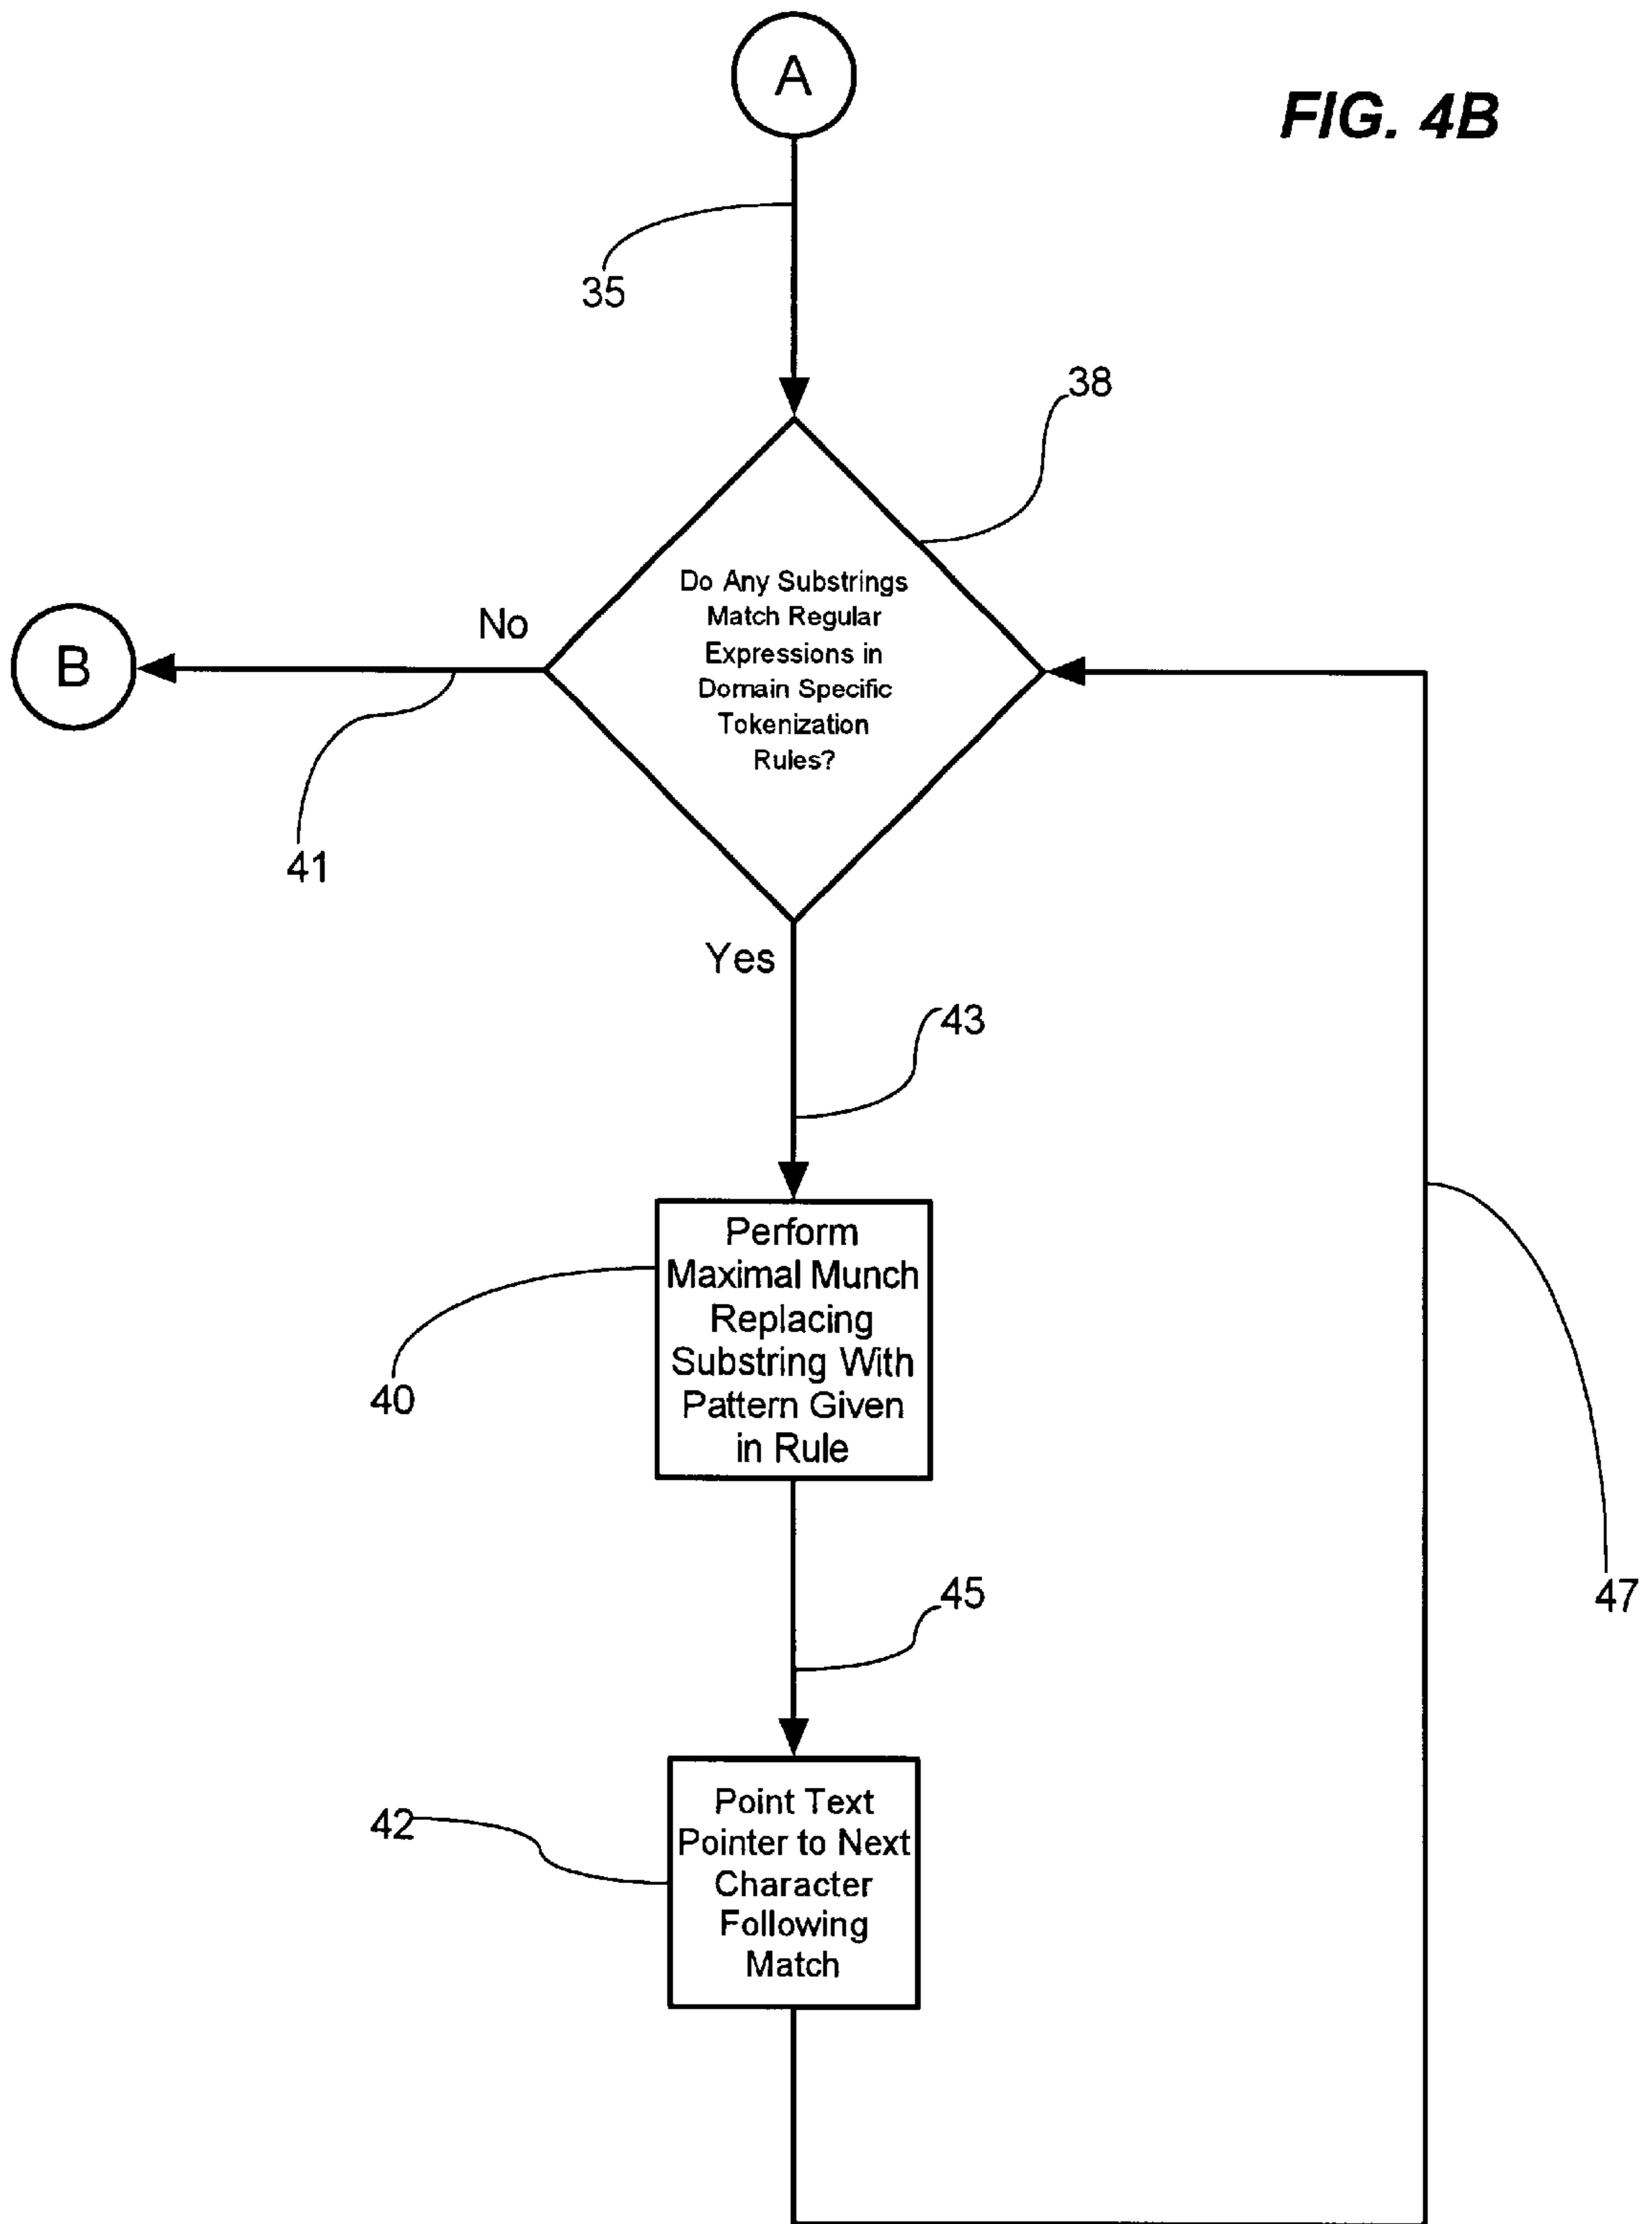 A
FIG. 4B
35
38
Do Any Substrings
Match Regular
Expressions in
Domain Specific
Tokenization
Rules?
No
B
41
Yes
43
Perform
Maximal Munch
Replacing
Substring With
Pattern Given
in Rule
40
45
47
Point Text
Pointer to Next
Character
Following
Match
42